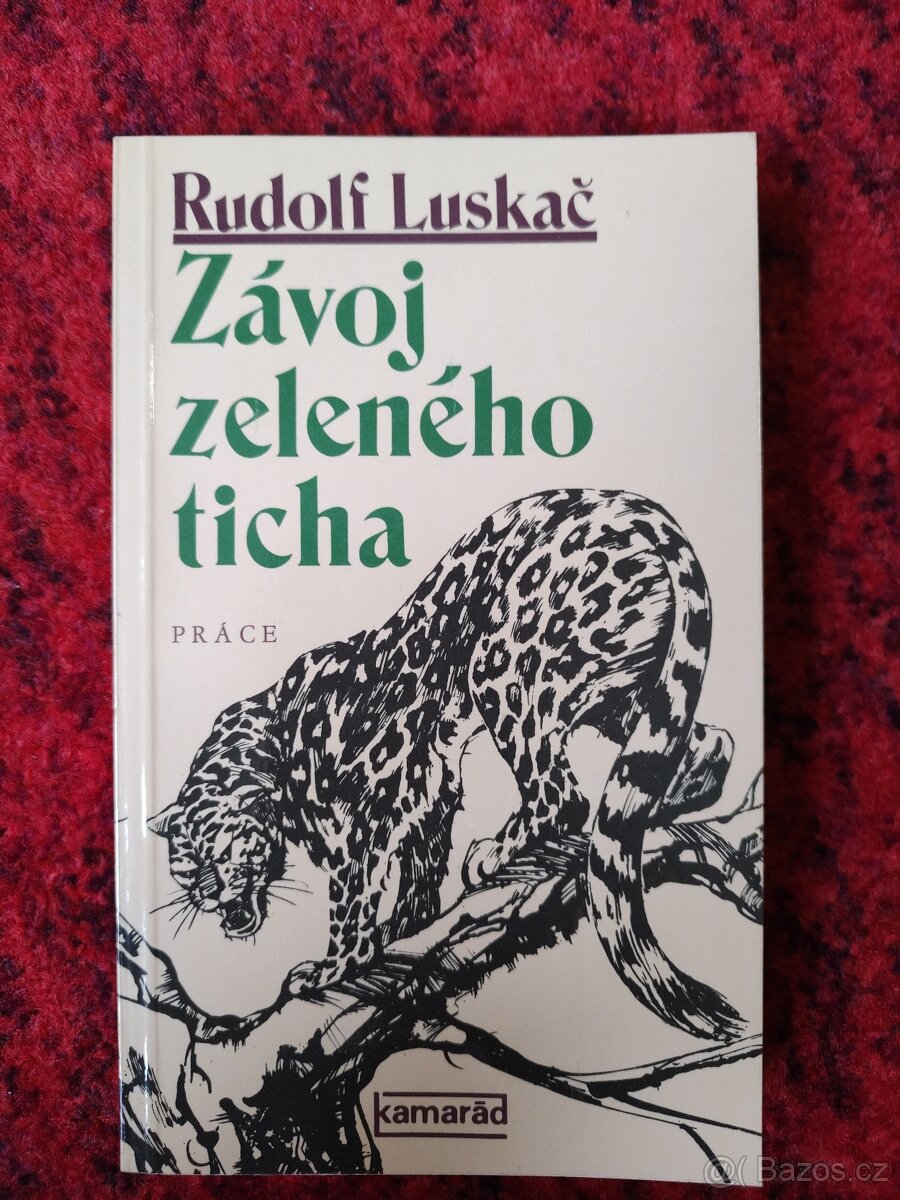 Rudolf Luskač
Závoj
zeleného
ticha
PRÁCE
kamarád
@( Bazos.cz